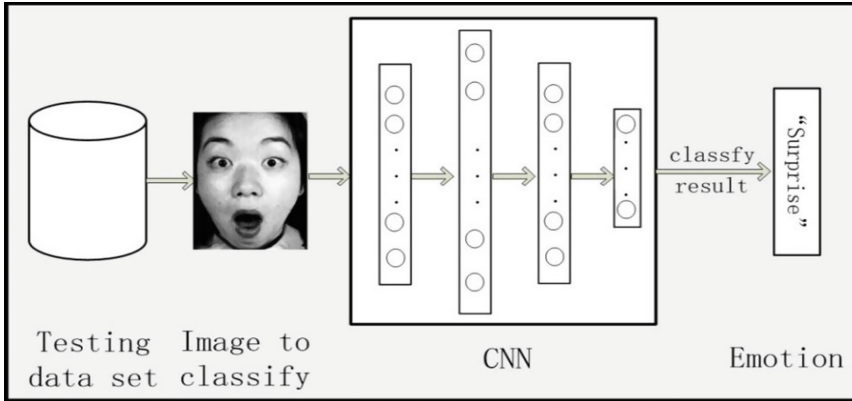 classfy
result
“Surprise”
Testing
data set
Image to
classify
CNN
Emotion